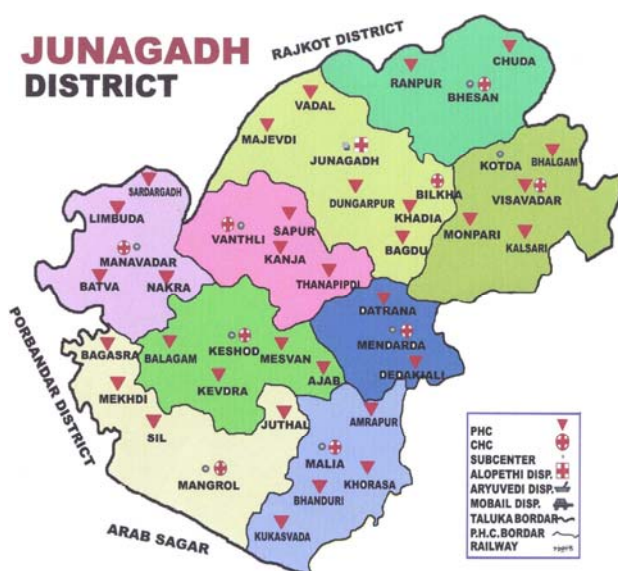 JUNAGADH
DISTRICT
RAJKOT DISTRICT
CHUDA
RANPUR
BHESAN
VADAL
MAJEVDI
JUNAGADH
KOTDA
BHALGAM
BILKHA
VISAVADAR
SARDARGADH
LIMBUDA
DUNGARPUR
KHADIA
MONPARI
KALSARI
VANTHLI
SAPUR
BAGDU
MANAVADAR
KANJA
BATVA
NAKRA
THANAPIPDI
DATRANA
PORBANDAR DISTRICT
BAGASRA
BALAGAM
KESHOD
MESVAN
MENDARDA
DEDAKIALI
MEKHDI
KEVDRA
AJAB
SIL
JUTHAL
AMRAPUR
MANGROL
MALIA
KHORASA
BHANDURI
KUKASVADA
ARAB SAGAR
PHC
CHC
SUBCENTER
ALOPETHI DISP.
ARYUVEDI DISP.
MOBAIL DISP.
TALUKA BORDAR
P.H.C. BORDAR
RAILWAY